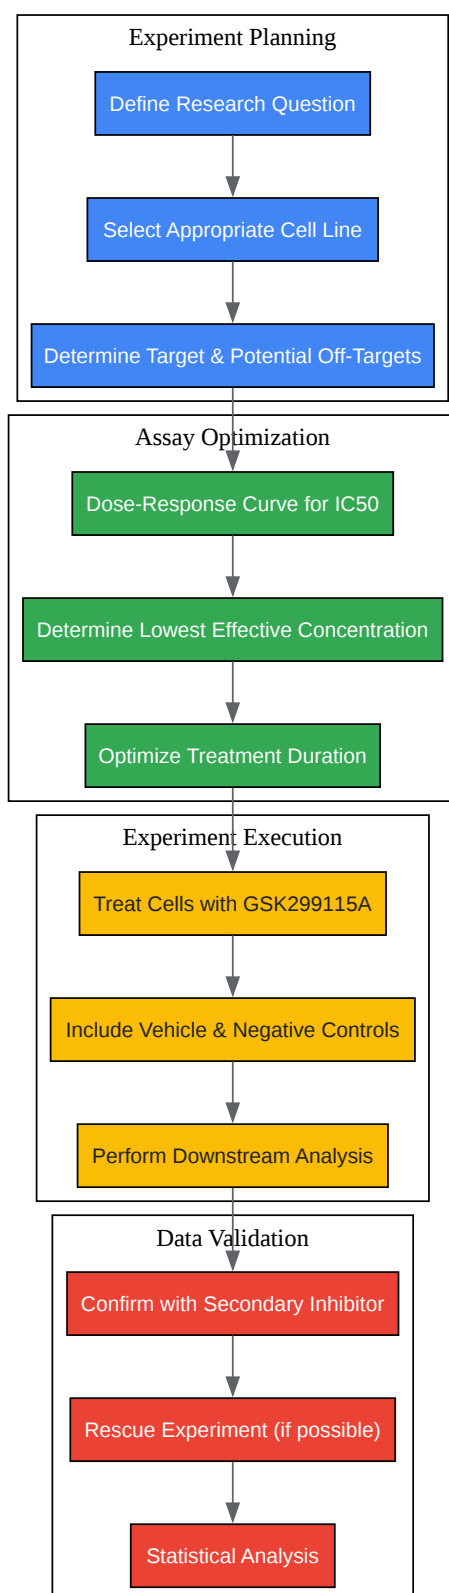 Experiment Planning
Define Research Question
Select Appropriate Cell Line
Determine Target & Potential Off-Targets
Assay Optimization
Dose-Response Curve for IC50
Determine Lowest Effective Concentration
Optimize Treatment Duration
Experiment Execution
Treat Cells with GSK299115A
Include Vehicle & Negative Controls
Perform Downstream Analysis
Data Validation
Confirm with Secondary Inhibitor
Rescue Experiment (if possible)
Statistical Analysis